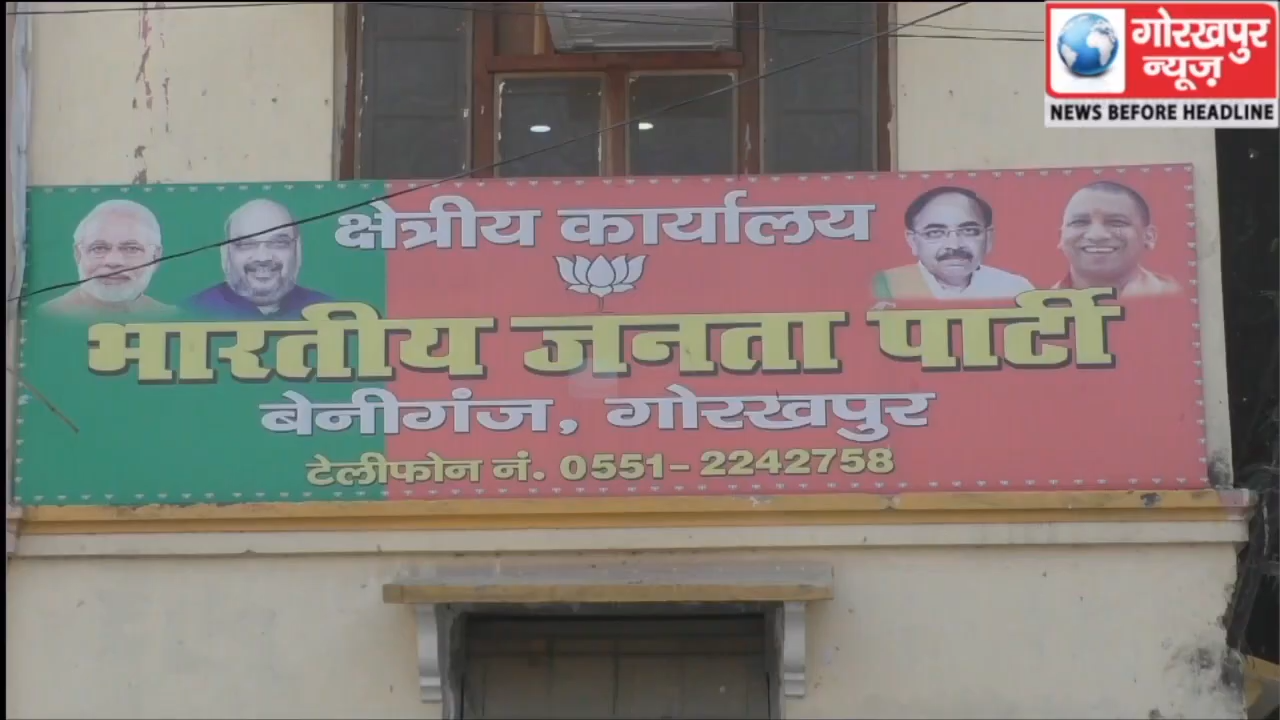 गोरखपुर
न्यूज़
NEWS BEFORE HEADLINE
क्षेत्रीय कार्यालय
भारतीय जनता पार्टी
बेनीगंज, गोरखपुर
टेलीफोन नं. 0551-2242758